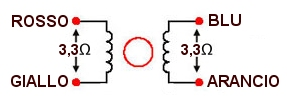 ROSSO BLU
3,3Ω 3,3Ω
GIALLO ARANCIO